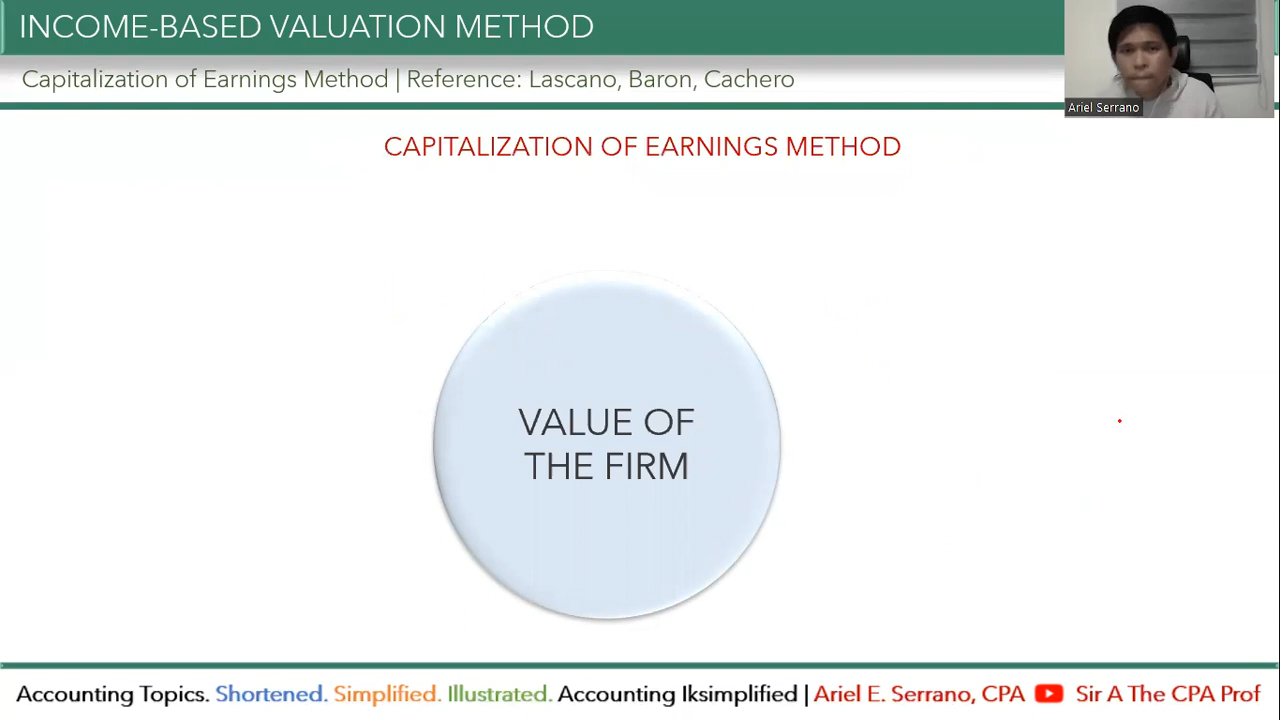 INCOME-BASED VALUATION METHOD
Capitalization of Earnings Method | Reference: Lascano, Baron, Cachero
Ariel Serrano
CAPITALIZATION OF EARNINGS METHOD
VALUE OF
THE FIRM
Accounting Topics. Shortened. Simplified. Illustrated. Accounting Iksimplified | Ariel E. Serrano, CPA Sir A The CPA Prof